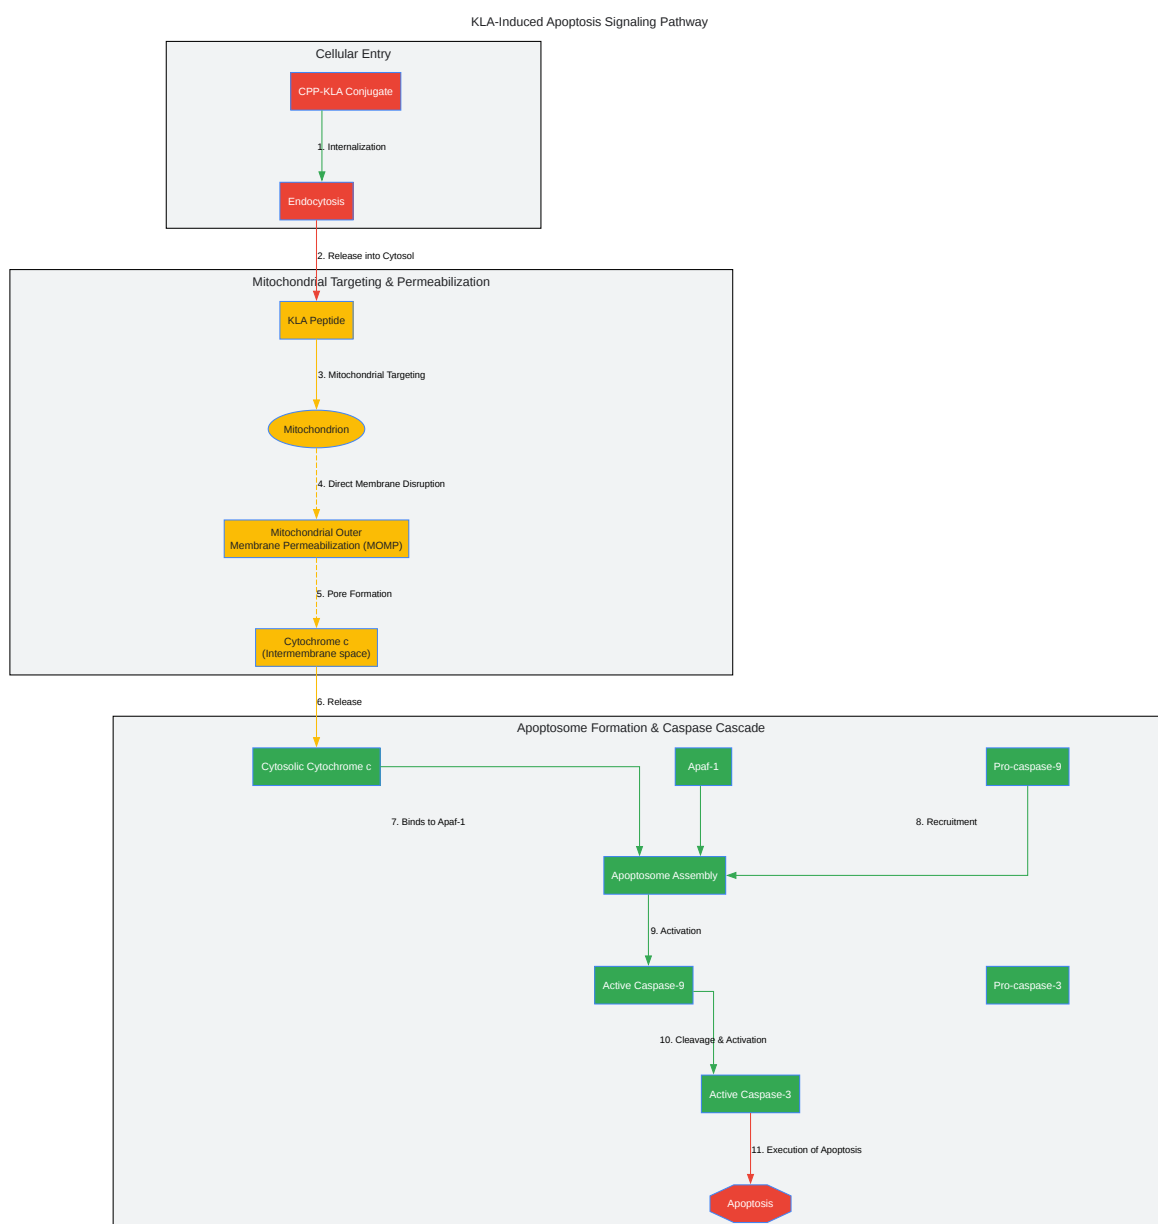 KLA-Induced Apoptosis Signaling Pathway
Cellular Entry
CPP-KLA Conjugate
1. Internalization
Endocytosis
2. Release into Cytosol
Mitochondrial Targeting & Permeabilization
KLA Peptide
3. Mitochondrial Targeting
Mitochondrion
4. Direct Membrane Disruption
Mitochondrial Outer
Membrane Permeabilization (MOMP)
5. Pore Formation
Cytochrome c
(Intermembrane space)
6. Release
Apoptosome Formation & Caspase Cascade
Cytosolic Cytochrome c
Apaf-1
Pro-caspase-9
7. Binds to Apaf-1
8. Recruitment
Apoptosome Assembly
9. Activation
Active Caspase-9
Pro-caspase-3
10. Cleavage & Activation
Active Caspase-3
11. Execution of Apoptosis
Apoptosis